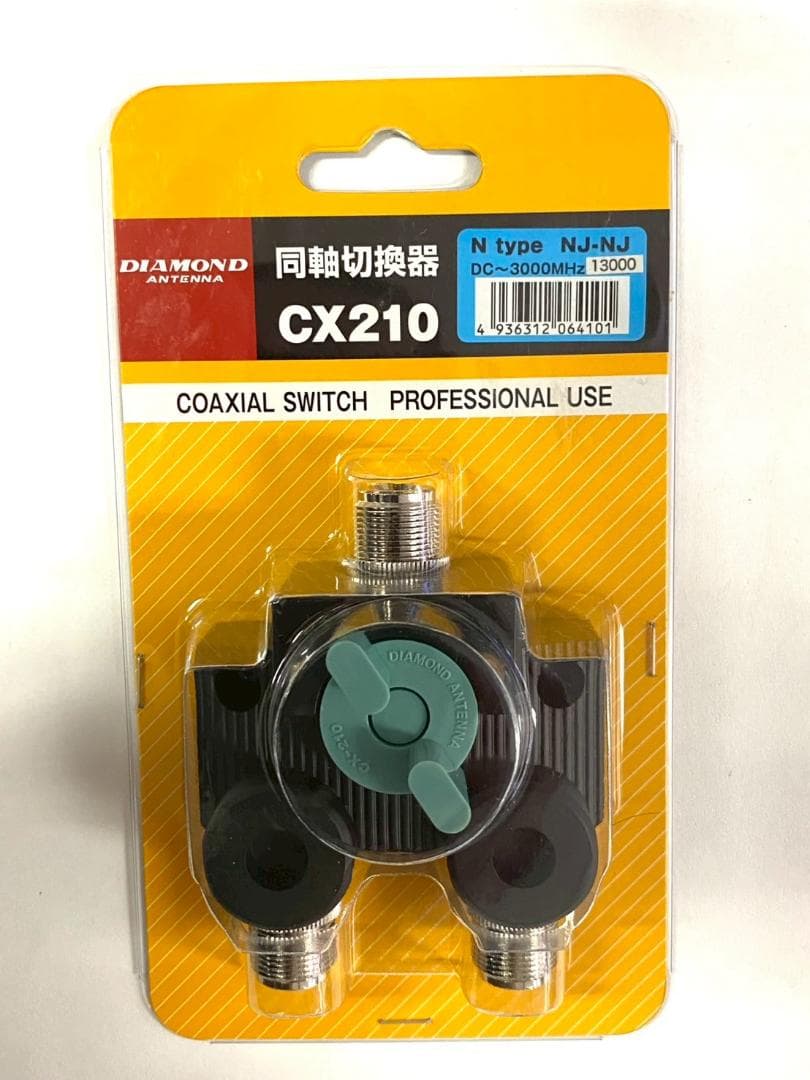 DIAMOND
ANTENNA
同軸切換器
CX210
N type NJ-NJ
DC～3000MHz 13000
4 936312 064101
COAXIAL SWITCH PROFESSIONAL USE
DIAMOND ANTENNA
CX-210